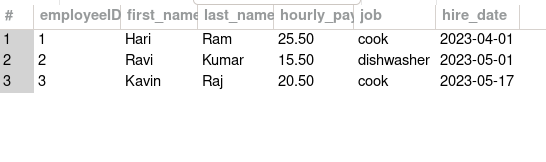 # employeeID first_name last_name hourly_pay job hire_date
1 1 Hari Ram 25.50 cook 2023-04-01
2 2 Ravi Kumar 15.50 dishwasher 2023-05-01
3 3 Kavin Raj 20.50 cook 2023-05-17